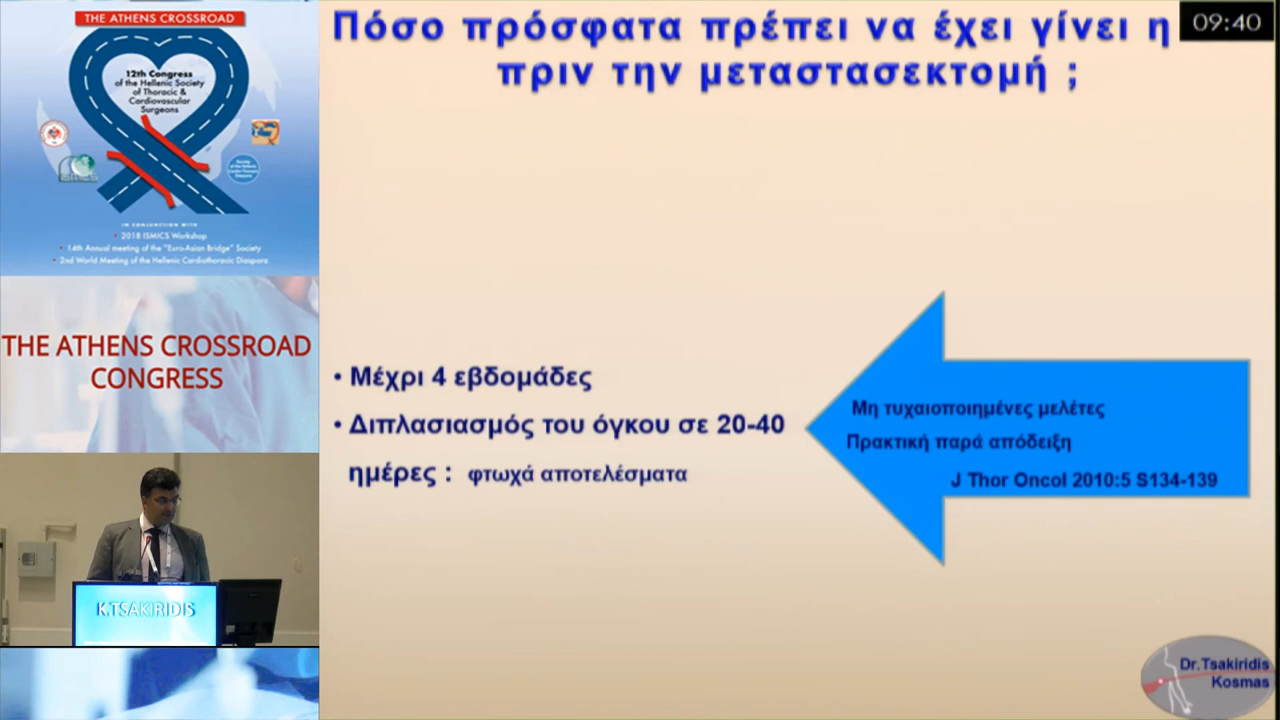 THE ATHENS CROSSROAD
12th Congress
of the Hellenic Society
of Thoracic &
Cardiovascular
Surgeons
IN CONJUNCTION WITH
• 2018 ISMICS Workshop
• 14th Annual meeting of the "Euro-Asian Bridge" Society
• 2nd World Meeting of the Hellenic Cardiothoracic Diaspora
THE ATHENS CROSSROAD
CONGRESS
K.TSAKIRIDIS
Πόσο πρόσφατα πρέπει να έχει γίνει η
πριν την μεταστασεκτομή ;
09:40
• Μέχρι 4 εβδομάδες
• Διπλασιασμός του όγκου σε 20-40
ημέρες : φτωχά αποτελέσματα
Μη τυχαιοποιημένες μελέτες
Πρακτική παρά απόδειξη
J Thor Oncol 2010:5 S134-139
Dr.Tsakiridis
Kosmas